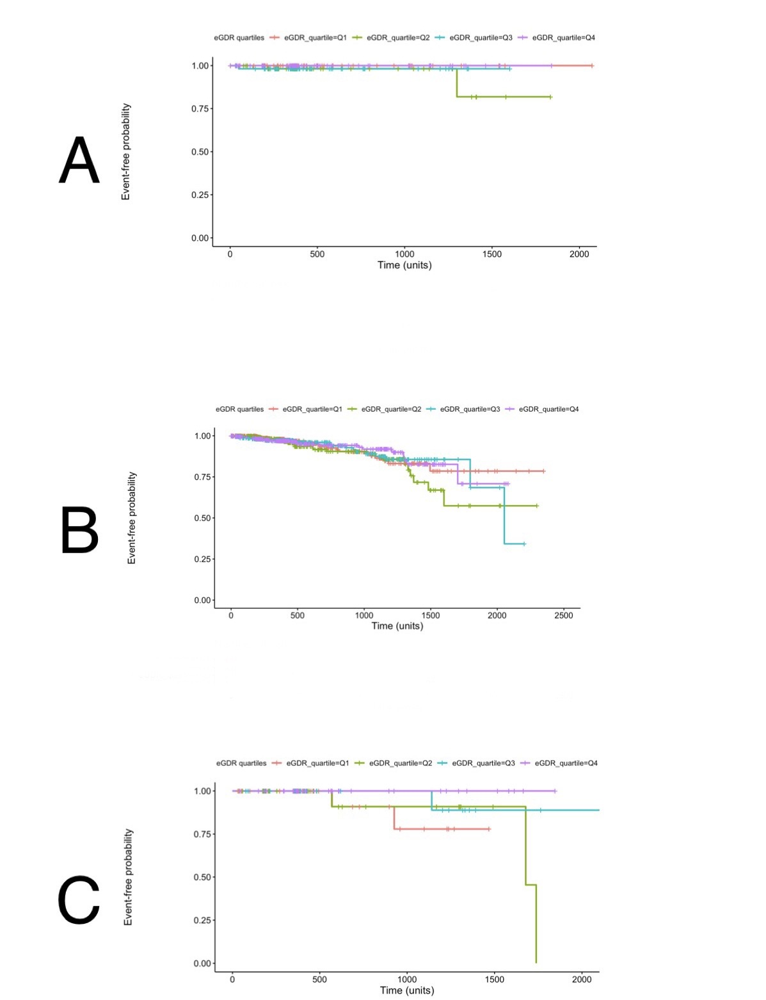 eGDR quartiles eGDR_quartile=Q1 eGDR_quartile=Q2 eGDR_quartile=Q3 eGDR_quartile=Q4
1.00
0.75
0.50
0.25
0.00
Event-free probability
A
0 500 1000 1500 2000
Time (units)
eGDR quartiles eGDR_quartile=Q1 eGDR_quartile=Q2 eGDR_quartile=Q3 eGDR_quartile=Q4
1.00
0.75
0.50
0.25
0.00
Event-free probability
B
0 500 1000 1500 2000 2500
Time (units)
eGDR quartiles eGDR_quartile=Q1 eGDR_quartile=Q2 eGDR_quartile=Q3 eGDR_quartile=Q4
1.00
0.75
0.50
0.25
0.00
Event-free probability
C
0 500 1000 1500 2000
Time (units)